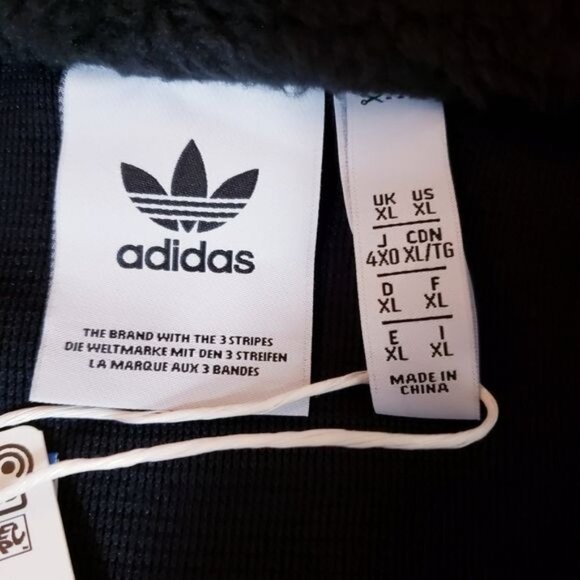 adidas
THE BRAND WITH THE 3 STRIPES
DIE WELTMARKE MIT DEN 3 STREIFEN
LA MARQUE AUX 3 BANDES
UK US
XL XL
J CDN
4XO XL/TG
D F
XL XL
E I
XL XL
MADE IN
CHINA